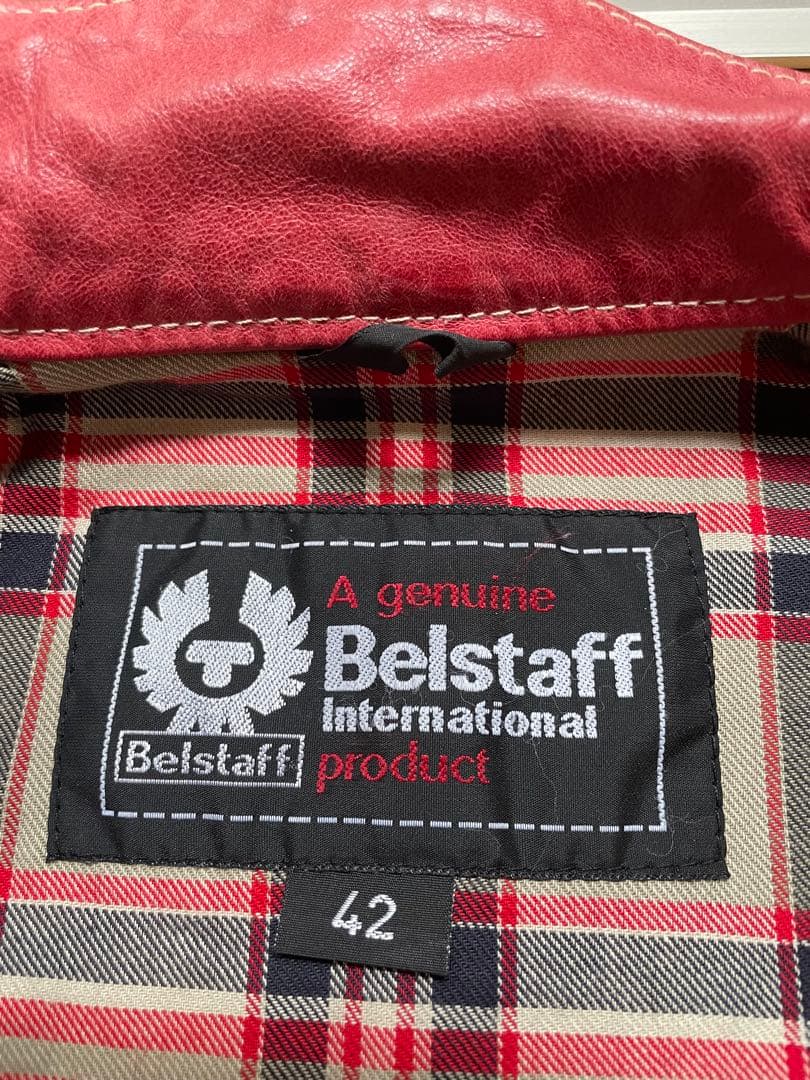 A genuine
Belstaff
International
product
Belstaff
42